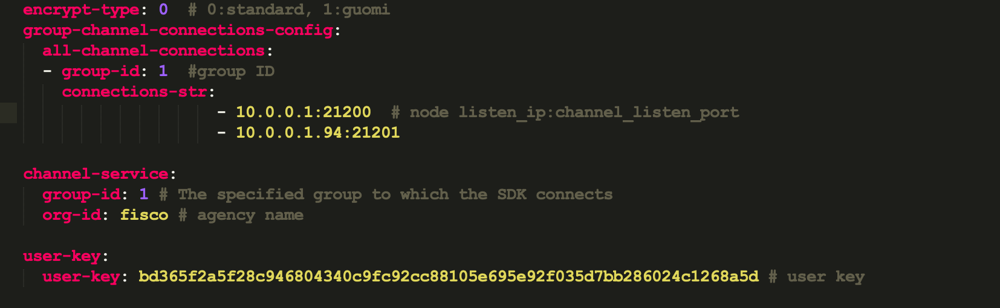 encrypt-type: 0  # 0:standard, 1:guomi
group-channel-connections-config:
  all-channel-connections:
  - group-id: 1  #group ID
    connections-str:
                    - 10.0.0.1:21200  # node listen_ip:channel_listen_port
                    - 10.0.0.1.94:21201
channel-service:
  group-id: 1 # The specified group to which the SDK connects
  org-id: fisco # agency name
user-key:
  user-key: bd365f2a5f28c946804340c9fc92cc88105e695e92f035d7bb286024c1268a5d # user key